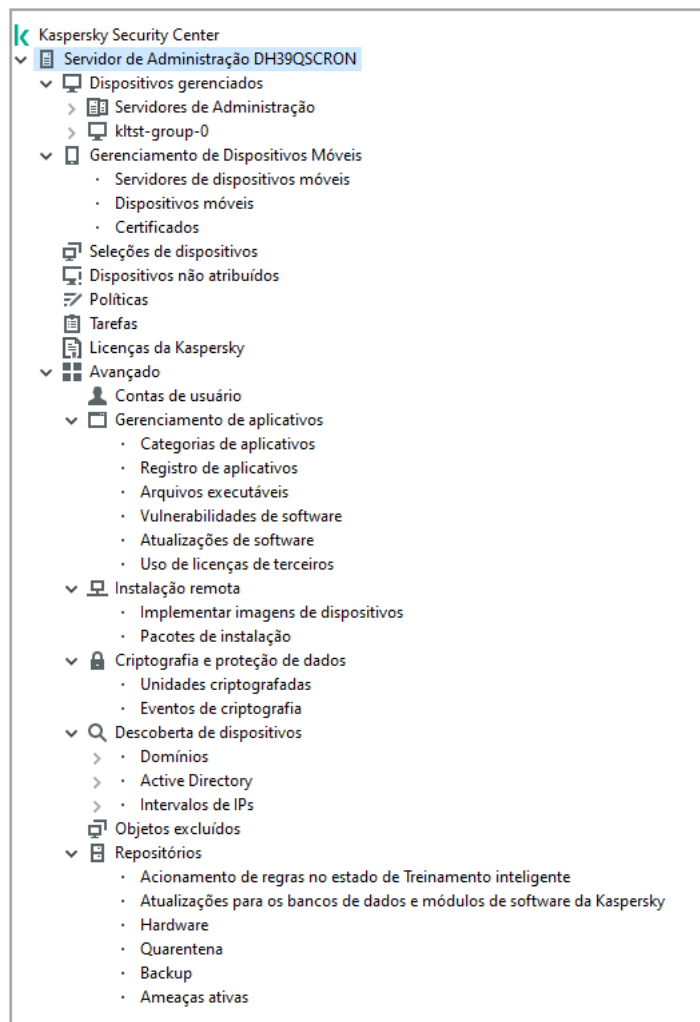 Kaspersky Security Center
Servidor de Administração DH39QSCRON
Dispositivos gerenciados
Servidores de Administração
kltst-group-0
Gerenciamento de Dispositivos Móveis
Servidores de dispositivos móveis
Dispositivos móveis
Certificados
Seleções de dispositivos
Dispositivos não atribuídos
Políticas
Tarefas
Licenças da Kaspersky
Avançado
Contas de usuário
Gerenciamento de aplicativos
Categorias de aplicativos
Registro de aplicativos
Arquivos executáveis
Vulnerabilidades de software
Atualizações de software
Uso de licenças de terceiros
Instalação remota
Implementar imagens de dispositivos
Pacotes de instalação
Criptografia e proteção de dados
Unidades criptografadas
Eventos de criptografia
Descoberta de dispositivos
Domínios
Active Directory
Intervalos de IPs
Objetos excluídos
Repositórios
Acionamento de regras no estado de Treinamento inteligente
Atualizações para os bancos de dados e módulos de software da Kaspersky
Hardware
Quarentena
Backup
Ameaças ativas